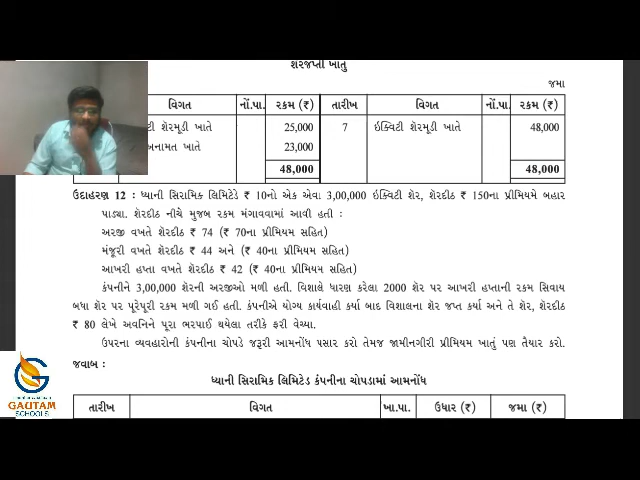 શેરજપ્તી ખાતું
જમા
વિગત નોં.પા. રકમ (₹) તારીખ વિગત નોં.પા. રકમ (₹)
ટી શેરમૂડી ખાતે 25,000 7 ઇક્વિટી શેરમૂડી ખાતે 48,000
અનામત ખાતે 23,000
48,000 48,000
ઉદાહરણ 12 : ધ્યાની સિરામિક લિમિટેડે ₹ 10નો એક એવા 3,00,000 ઇક્વિટી શેર, શૅરદીઠ ₹ 150ના પ્રીમિયમે બહાર
પાડ્યા. શેરદીઠ નીચે મુજબ રકમ મંગાવવામાં આવી હતી :
અરજી વખતે શેરદીઠ ₹ 74 (₹ 70ના પ્રીમિયમ સહિત)
મંજૂરી વખતે શૅરદીઠ ₹ 44 અને (₹ 40ના પ્રીમિયમ સહિત)
આખરી હપ્તા વખતે શૅરદીઠ ₹ 42 (₹ 40ના પ્રીમિયમ સહિત)
કંપનીને 3,00,000 શેરની અરજીઓ મળી હતી. વિશાલે ધારણ કરેલા 2000 શેર પર આખરી હપ્તાની રકમ સિવાય
બધા શેર પર પૂરેપૂરી રકમ મળી ગઈ હતી. કંપનીએ યોગ્ય કાર્યવાહી કર્યા બાદ વિશાલના શેર જપ્ત કર્યા અને તે શેર, શેરદીઠ
₹ 80 લેખે અવનિને પૂરા ભરપાઈ થયેલા તરીકે ફરી વેચ્યા.
ઉપરના વ્યવહારોની કંપનીના ચોપડે જરૂરી આમનોંધ પસાર કરો તેમજ જામીનગીરી પ્રીમિયમ ખાતું પણ તૈયાર કરો.
જવાબ :
ધ્યાની સિરામિક લિમિટેડ કંપનીના ચોપડામાં આમનોંધ
તારીખ વિગત ખા.પા. ઉધાર (₹) જમા (₹)
GAUTAM
SCHOOLS